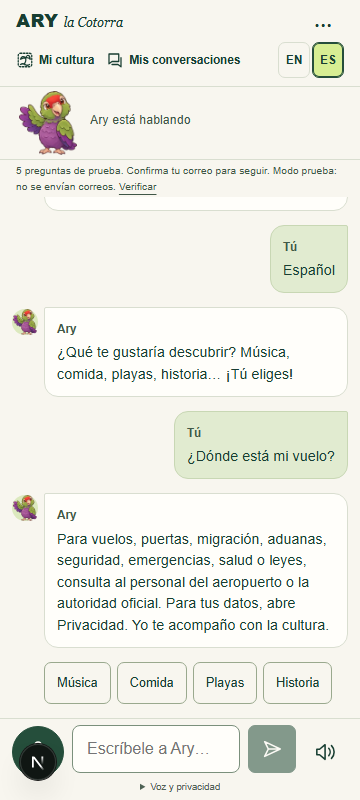 ARY la Cotorra
...
Mi cultura
Mis conversaciones
EN
ES
Ary está hablando
5 preguntas de prueba. Confirma tu correo para seguir. Modo prueba:
no se envían correos. Verificar
Tú
Español
Ary
¿Qué te gustaría descubrir? Música,
comida, playas, historia… ¡Tú eliges!
Tú
¿Dónde está mi vuelo?
Ary
Para vuelos, puertas, migración, aduanas,
seguridad, emergencias, salud o leyes,
consulta al personal del aeropuerto o la
autoridad oficial. Para tus datos, abre
Privacidad. Yo te acompaño con la cultura.
Música
Comida
Playas
Historia
N
Escríbele a Ary…
Voz y privacidad